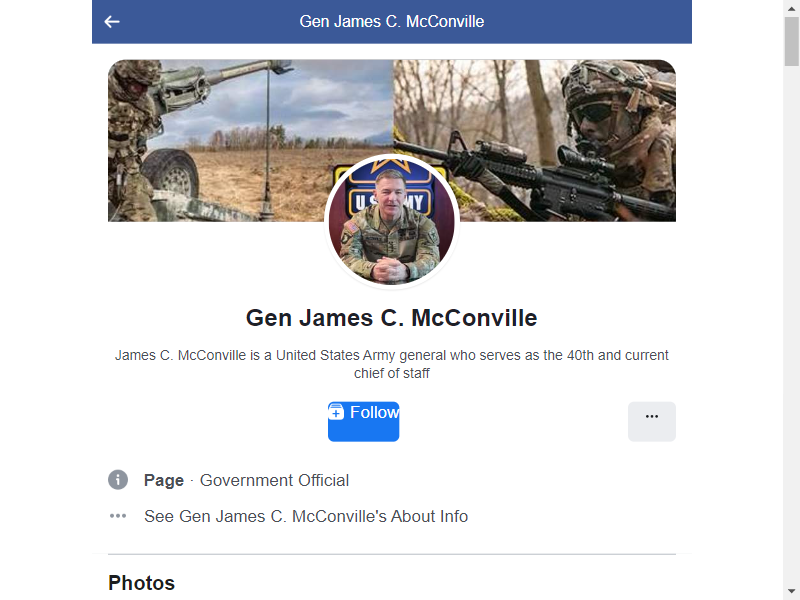 Gen James C. McConville
U.S. ARMY
Gen James C. McConville
James C. McConville is a United States Army general who serves as the 40th and current
chief of staff
Follow
Page · Government Official
See Gen James C. McConville's About Info
Photos